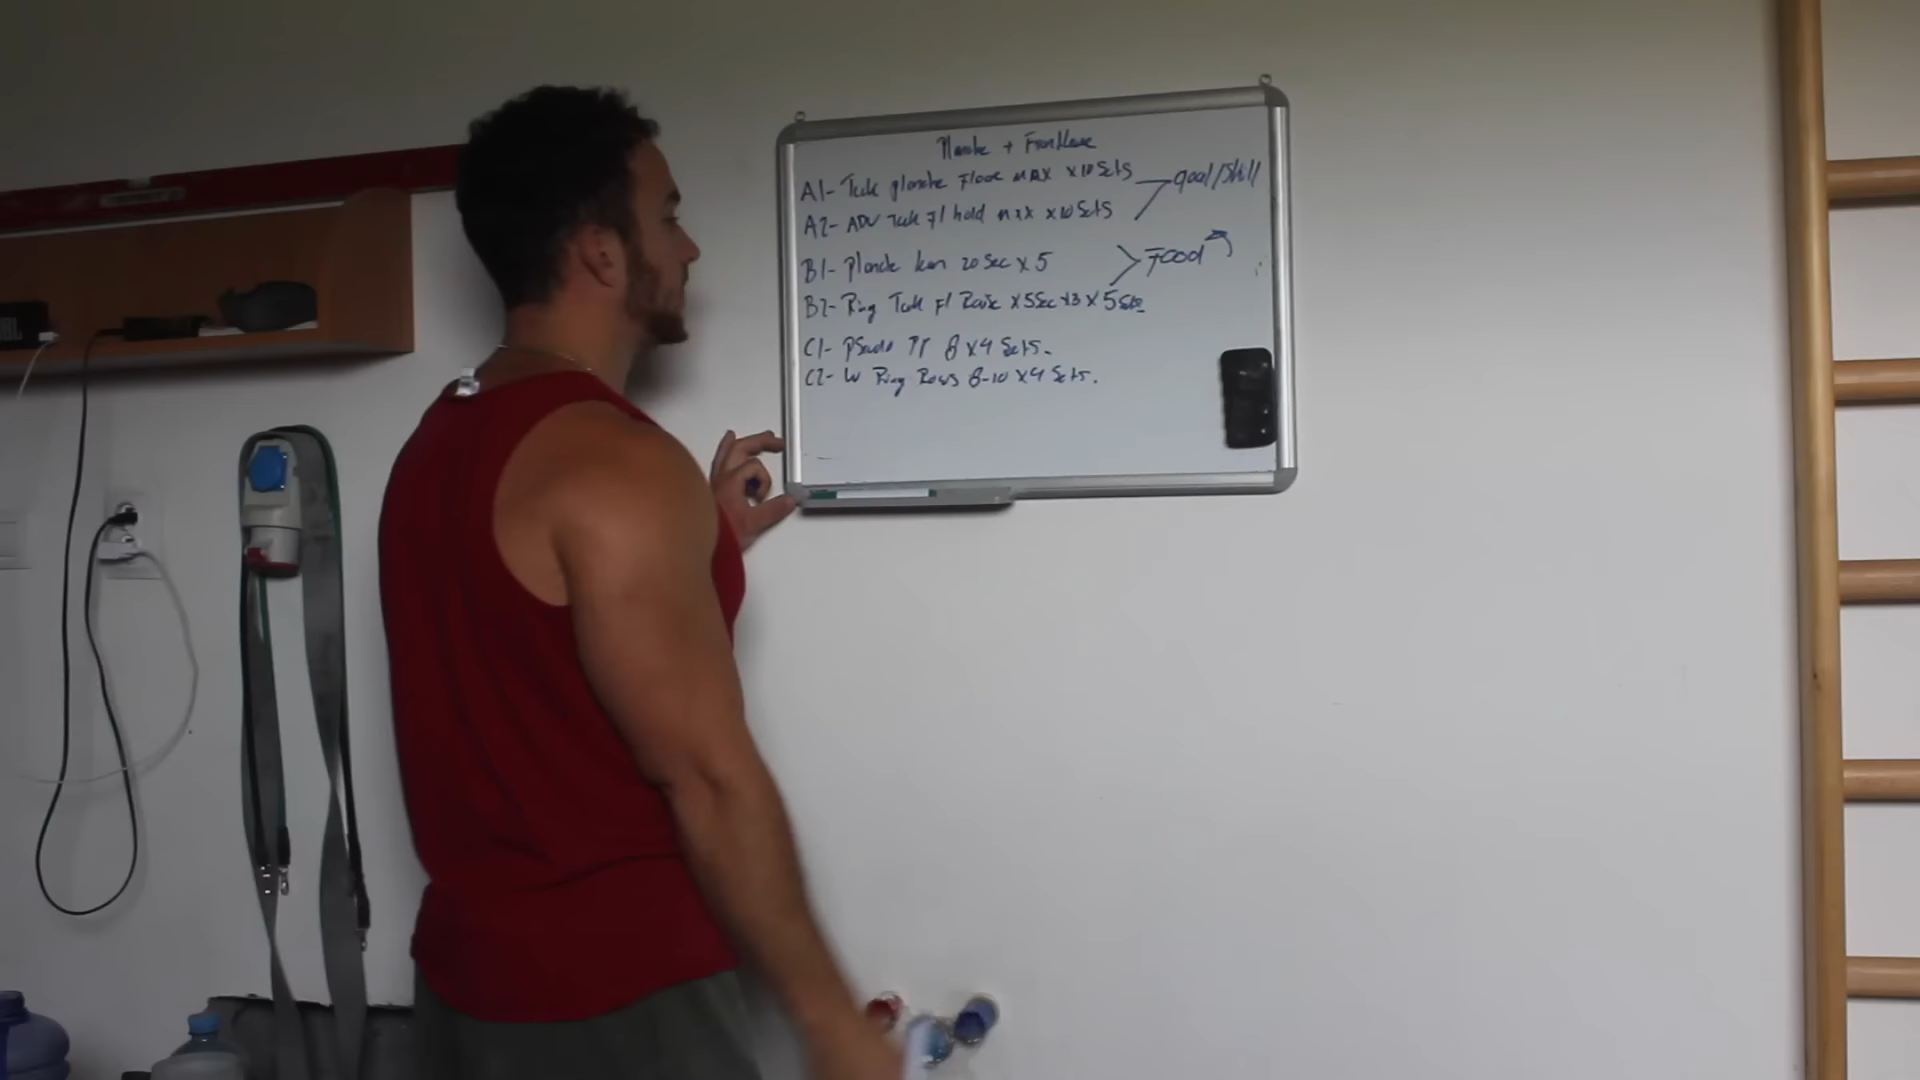 Planche + Frontlever
A1- Tuck planche Floor MAX x10 Sets
goal/Skill
A2- ADV Tuck Fl hold max x10 Sets
B1- Planche lean 20 Sec x 5
Food
B2- Ring Tuck Fl Raise x5Sec x3 x 5 Sets
C1- PSeudo PP 8 x 4 Sets.
C2- W Ring Rows 8-10 x 4 Sets.